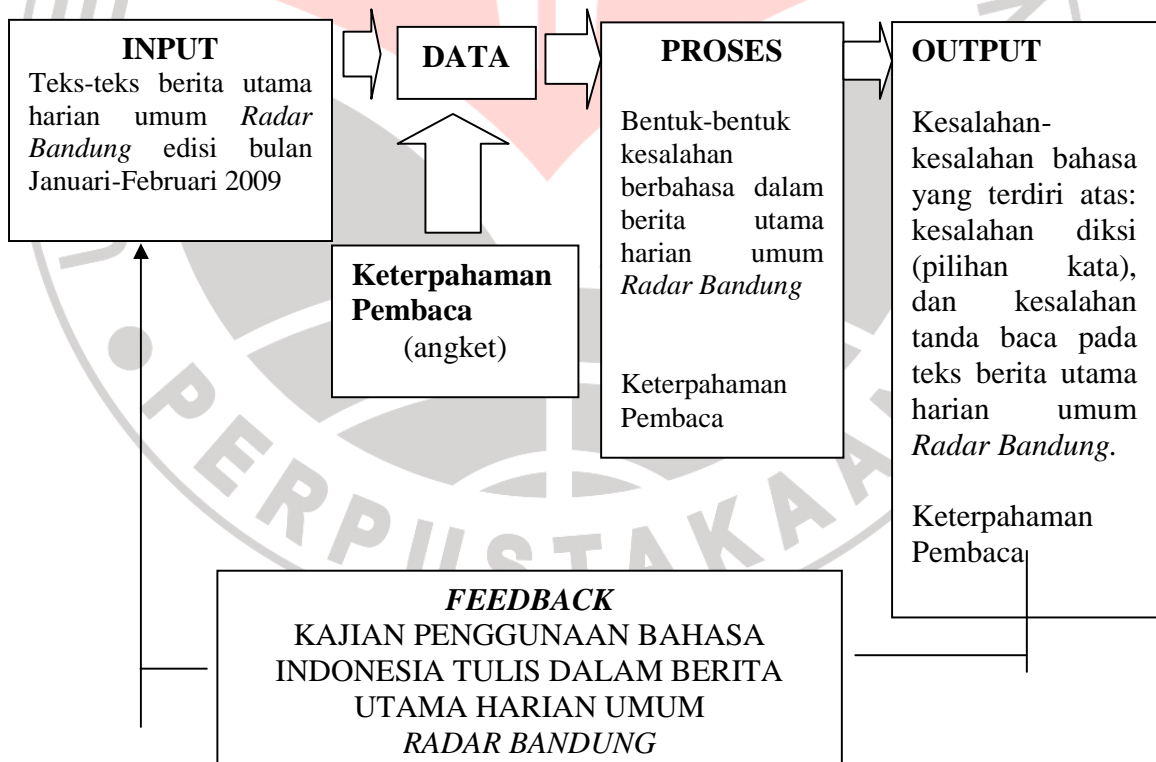 INPUT
Teks-teks berita utama
harian umum Radar
Bandung edisi bulan
Januari-Februari 2009
DATA
Keterpahaman
Pembaca
(angket)
PROSES
Bentuk-bentuk
kesalahan
berbahasa dalam
berita utama
harian umum
Radar Bandung
Keterpahaman
Pembaca
OUTPUT
Kesalahan-
kesalahan bahasa
yang terdiri atas:
kesalahan diksi
(pilihan kata),
dan kesalahan
tanda baca pada
teks berita utama
harian umum
Radar Bandung.
Keterpahaman
Pembaca
FEEDBACK
KAJIAN PENGGUNAAN BAHASA
INDONESIA TULIS DALAM BERITA
UTAMA HARIAN UMUM
RADAR BANDUNG